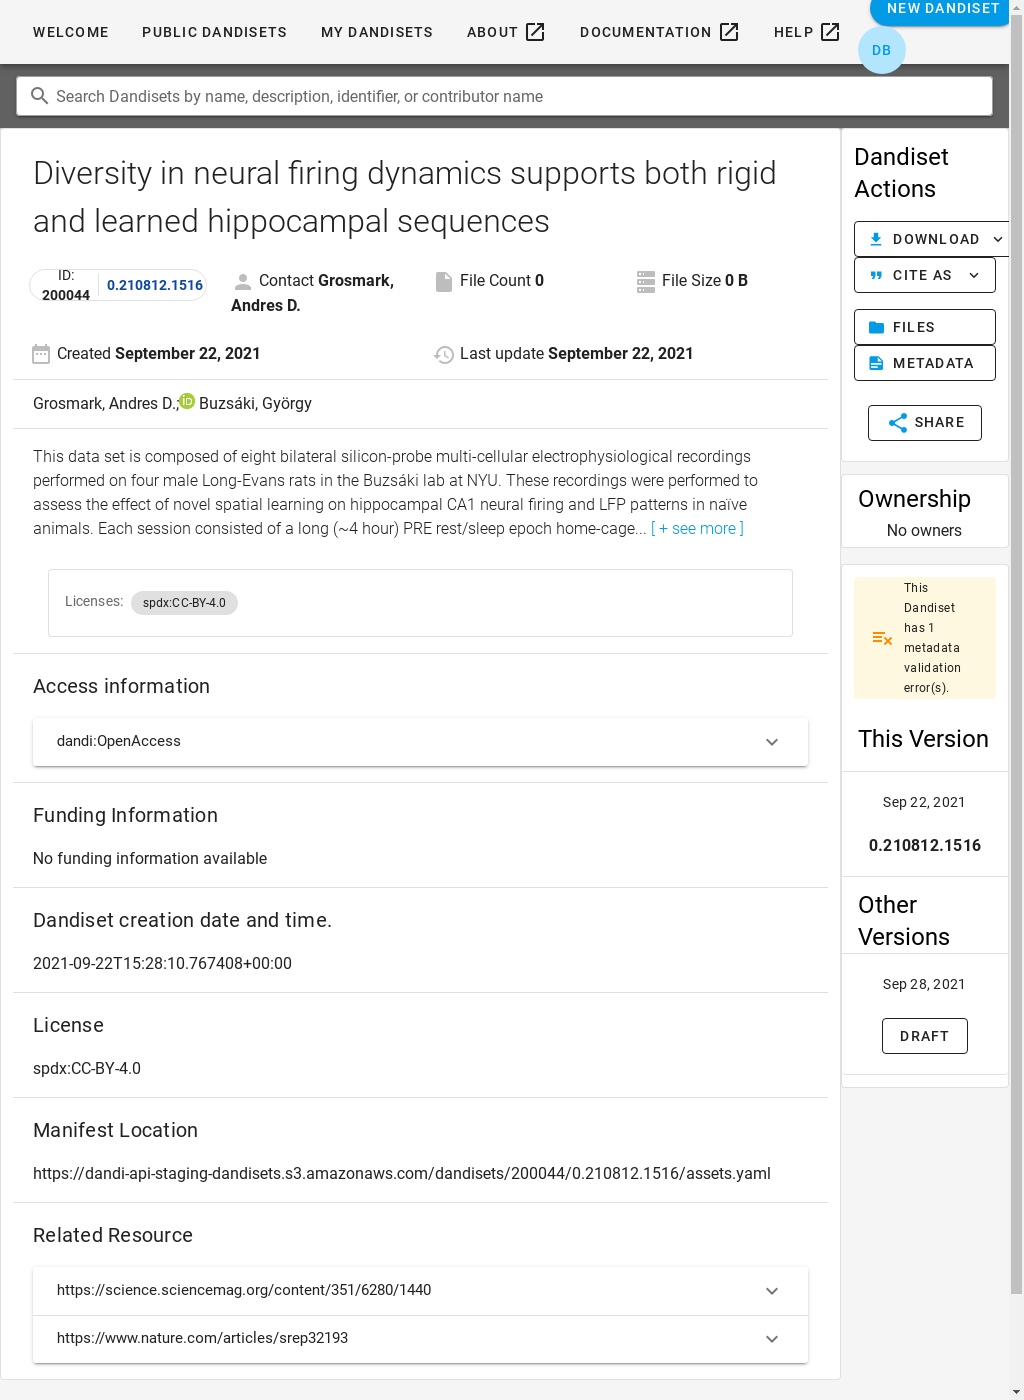 WELCOME
PUBLIC DANDISETS
MY DANDISETS
ABOUT
DOCUMENTATION
HELP
NEW DANDISET
DB
Search Dandisets by name, description, identifier, or contributor name
Diversity in neural firing dynamics supports both rigid
and learned hippocampal sequences
ID:
200044
0.210812.1516
Contact Grosmark,
Andres D.
File Count 0
File Size 0 B
Created September 22, 2021
Last update September 22, 2021
Grosmark, Andres D.; iD Buzsáki, György
This data set is composed of eight bilateral silicon-probe multi-cellular electrophysiological recordings
performed on four male Long-Evans rats in the Buzsáki lab at NYU. These recordings were performed to
assess the effect of novel spatial learning on hippocampal CA1 neural firing and LFP patterns in naïve
animals. Each session consisted of a long (~4 hour) PRE rest/sleep epoch home-cage... [ + see more ]
Licenses: spdx:CC-BY-4.0
Access information
dandi:OpenAccess
Funding Information
No funding information available
Dandiset creation date and time.
2021-09-22T15:28:10.767408+00:00
License
spdx:CC-BY-4.0
Manifest Location
https://dandi-api-staging-dandisets.s3.amazonaws.com/dandisets/200044/0.210812.1516/assets.yaml
Related Resource
https://science.sciencemag.org/content/351/6280/1440
https://www.nature.com/articles/srep32193
Dandiset
Actions
DOWNLOAD
CITE AS
FILES
METADATA
SHARE
Ownership
No owners
This
Dandiset
has 1
metadata
validation
error(s).
This Version
Sep 22, 2021
0.210812.1516
Other
Versions
Sep 28, 2021
DRAFT